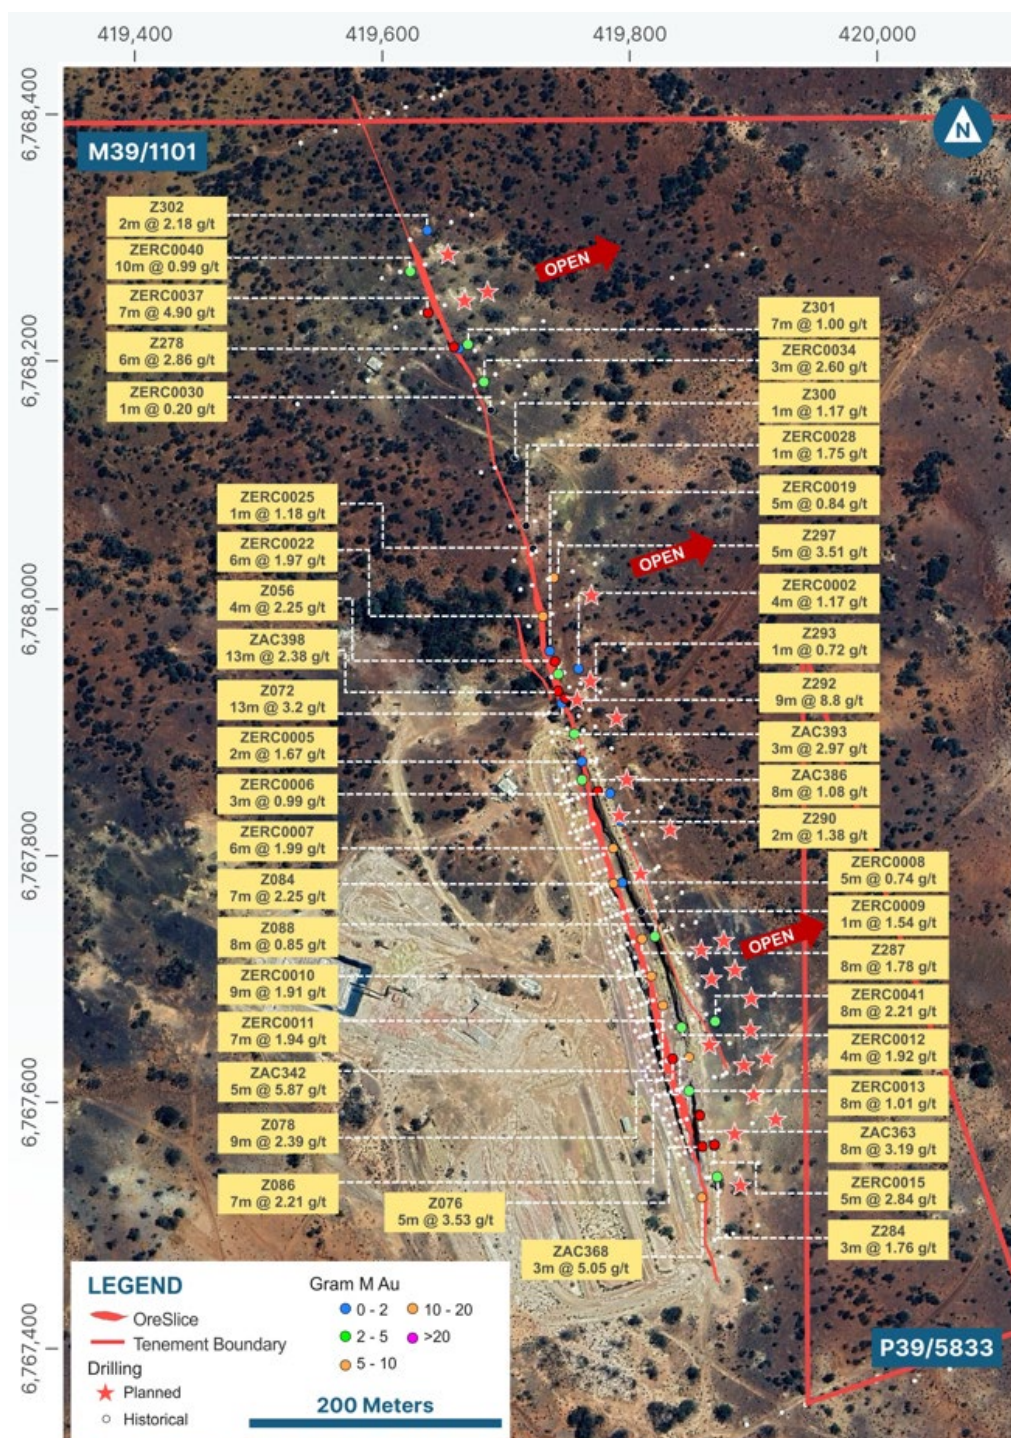 419,400
419,600
419,800
420,000
6,768,400
6,768,200
6,768,000
6,767,800
6,767,600
6,767,400
M39/1101
N
Z302
2m @ 2.18 g/t
ZERC0040
10m @ 0.99 g/t
ZERC0037
7m @ 4.90 g/t
Z278
6m @ 2.86 g/t
ZERC0030
1m @ 0.20 g/t
OPEN
Z301
7m @ 1.00 g/t
ZERC0034
3m @ 2.60 g/t
Z300
1m @ 1.17 g/t
ZERC0028
1m @ 1.75 g/t
ZERC0019
5m @ 0.84 g/t
Z297
5m @ 3.51 g/t
ZERC0002
4m @ 1.17 g/t
Z293
1m @ 0.72 g/t
Z292
9m @ 8.8 g/t
ZAC393
3m @ 2.97 g/t
ZAC386
8m @ 1.08 g/t
Z290
2m @ 1.38 g/t
OPEN
ZERC0025
1m @ 1.18 g/t
ZERC0022
6m @ 1.97 g/t
Z056
4m @ 2.25 g/t
ZAC398
13m @ 2.38 g/t
Z072
13m @ 3.2 g/t
ZERC0005
2m @ 1.67 g/t
ZERC0006
3m @ 0.99 g/t
ZERC0007
6m @ 1.99 g/t
Z084
7m @ 2.25 g/t
Z088
8m @ 0.85 g/t
ZERC0010
9m @ 1.91 g/t
ZERC0011
7m @ 1.94 g/t
ZAC342
5m @ 5.87 g/t
Z078
9m @ 2.39 g/t
Z086
7m @ 2.21 g/t
Z076
5m @ 3.53 g/t
ZAC368
3m @ 5.05 g/t
OPEN
ZERC0008
5m @ 0.74 g/t
ZERC0009
1m @ 1.54 g/t
Z287
8m @ 1.78 g/t
ZERC0041
8m @ 2.21 g/t
ZERC0012
4m @ 1.92 g/t
ZERC0013
8m @ 1.01 g/t
ZAC363
8m @ 3.19 g/t
ZERC0015
5m @ 2.84 g/t
Z284
3m @ 1.76 g/t
P39/5833
LEGEND
OreSlice
Tenement Boundary
Drilling
Planned
Historical
Gram M Au
0 - 2
2 - 5
5 - 10
10 - 20
>20
200 Meters